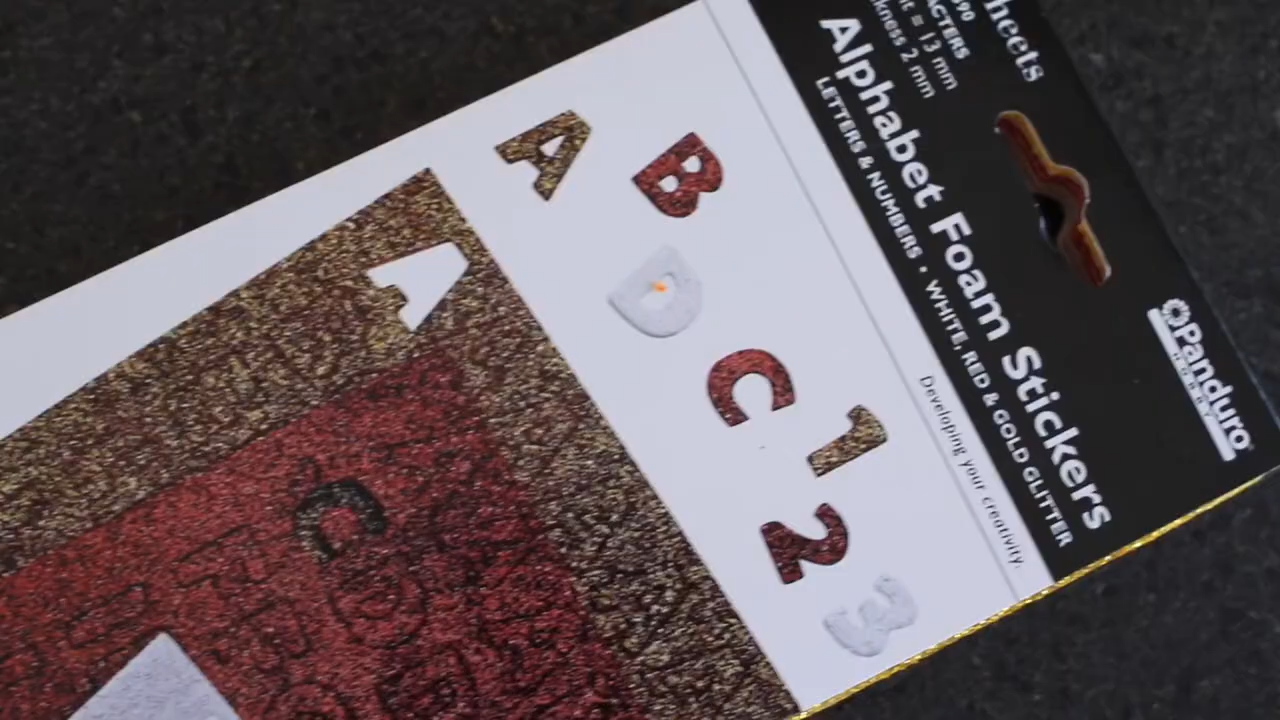 heets
ACTERS
= 13 mm
kness 2 mm
Alphabet Foam Stickers
LETTERS & NUMBERS • WHITE, RED & GOLD GLITTER
Developing your creativity.
Panduro
HOBBY
A
B
D
C
1
2
3
A
C